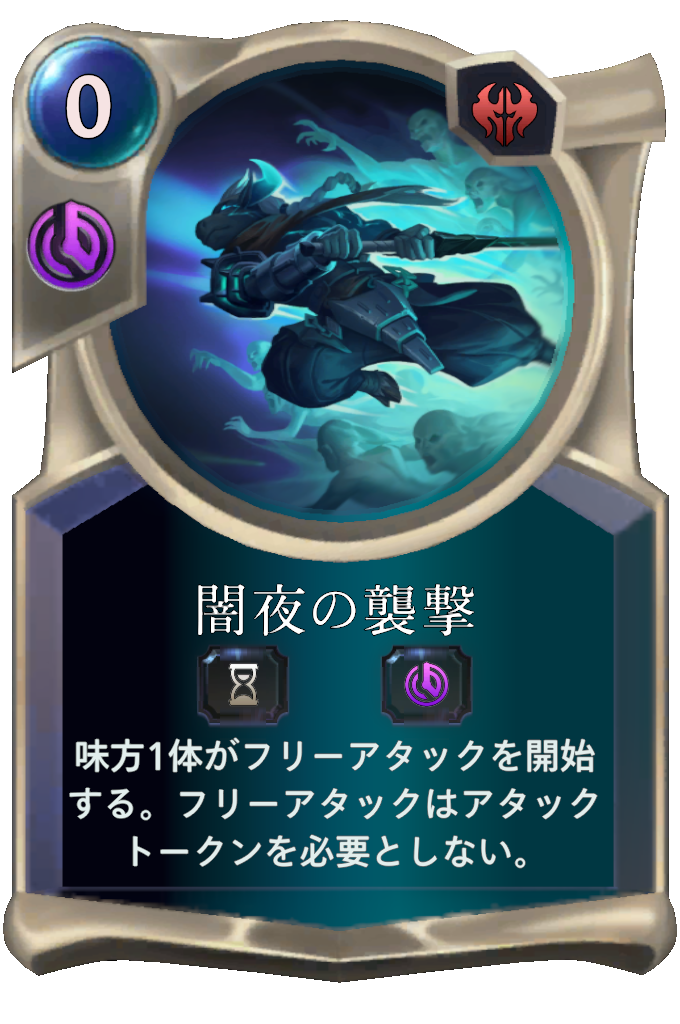 0
闇夜の襲撃
味方1体がフリーアタックを開始
する。フリーアタックはアタック
トークンを必要としない。